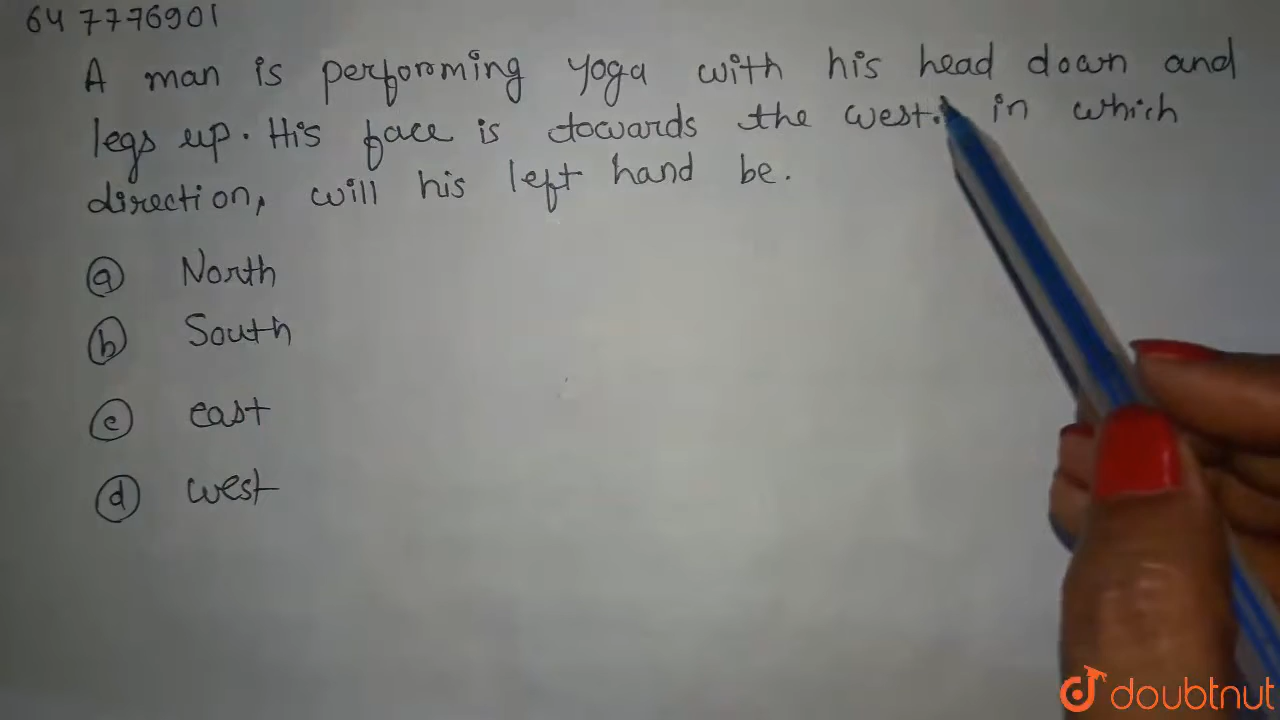 64 7776901
A man is performing yoga with his head down and
legs up. His face is towards the west. in which
direction, will his left hand be.
a North
b South
c east
d west
doubtnut